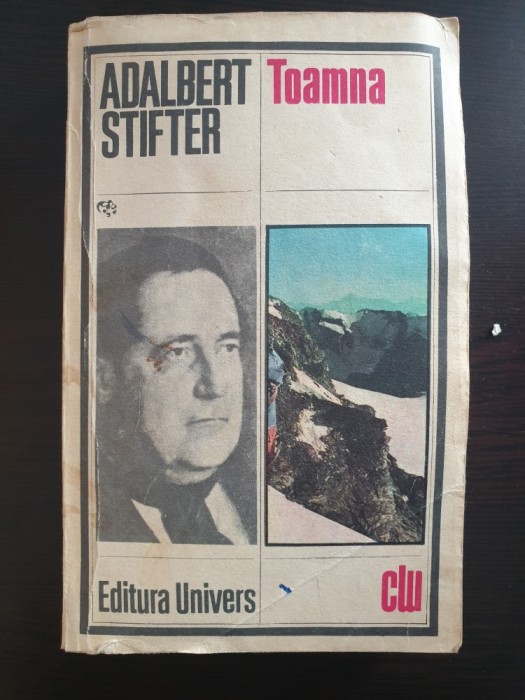 ADALBERT
STIFTER
Toamna
Editura Univers
clu